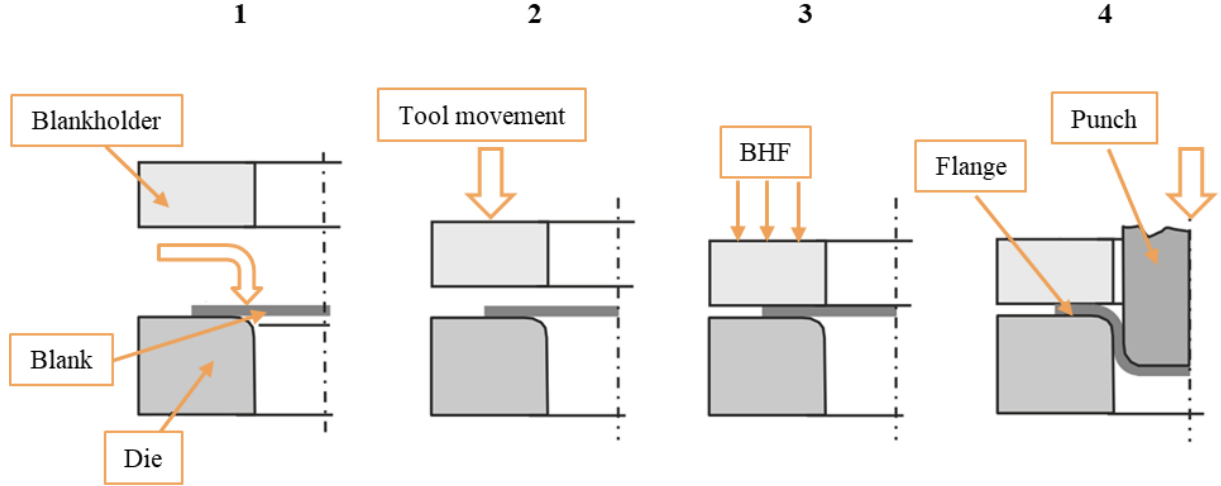 1
2
3
4
Blankholder
Tool movement
BHF
Punch
Flange
Blank
Die